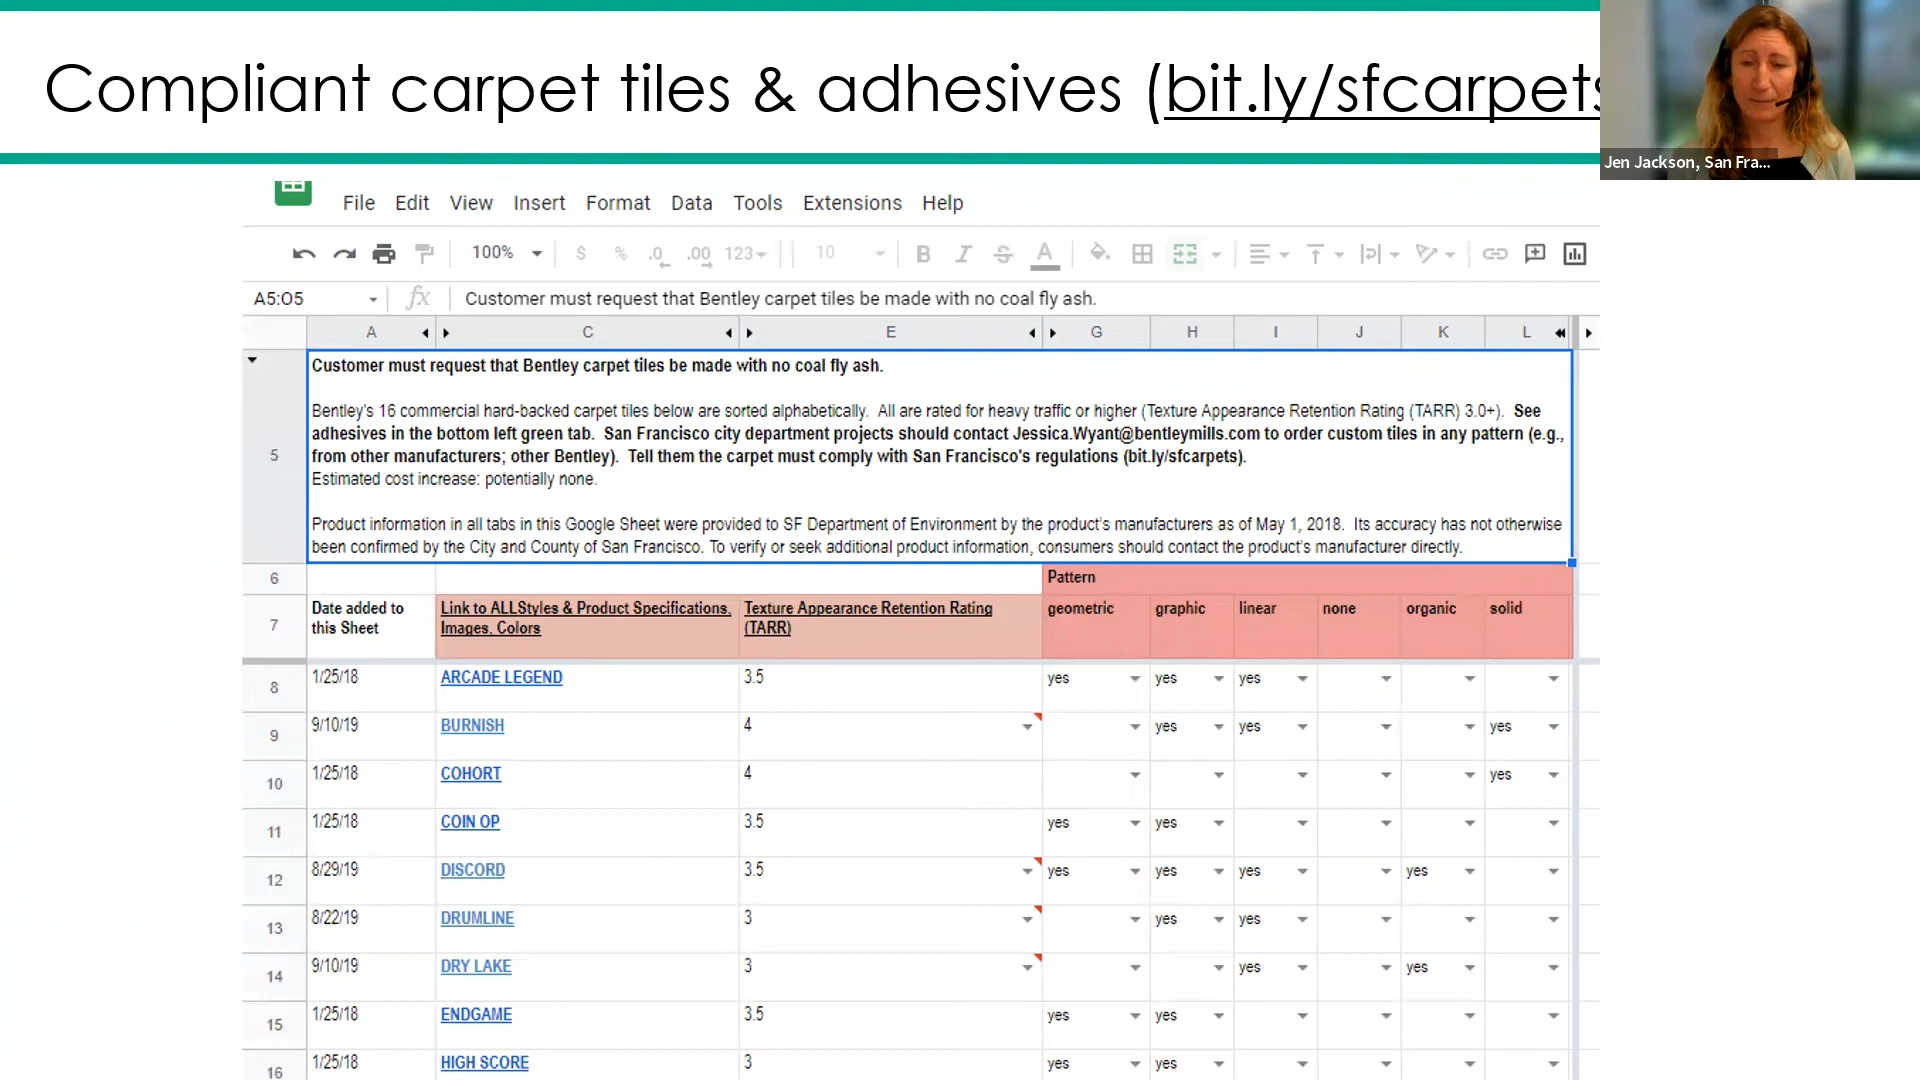 Compliant carpet tiles & adhesives (bit.ly/sfcarpets
Jen Jackson, San Fra...
File Edit View Insert Format Data Tools Extensions Help
100% $ % .0 .00 123 10 B I S A
A5:O5 fx Customer must request that Bentley carpet tiles be made with no coal fly ash.
A C E G H I J K L
5
Customer must request that Bentley carpet tiles be made with no coal fly ash.
Bentley's 16 commercial hard-backed carpet tiles below are sorted alphabetically. All are rated for heavy traffic or higher (Texture Appearance Retention Rating (TARR) 3.0+). See
adhesives in the bottom left green tab. San Francisco city department projects should contact Jessica.Wyant@bentleymills.com to order custom tiles in any pattern (e.g.,
from other manufacturers; other Bentley). Tell them the carpet must comply with San Francisco's regulations (bit.ly/sfcarpets).
Estimated cost increase: potentially none.
Product information in all tabs in this Google Sheet were provided to SF Department of Environment by the product's manufacturers as of May 1, 2018. Its accuracy has not otherwise
been confirmed by the City and County of San Francisco. To verify or seek additional product information, consumers should contact the product's manufacturer directly.
6 Pattern
7 Date added to this Sheet Link to ALLStyles & Product Specifications, Images, Colors Texture Appearance Retention Rating (TARR) geometric graphic linear none organic solid
8 1/25/18 ARCADE LEGEND 3.5 yes yes yes
9 9/10/19 BURNISH 4 yes yes yes
10 1/25/18 COHORT 4 yes
11 1/25/18 COIN OP 3.5 yes yes
12 8/29/19 DISCORD 3.5 yes yes yes yes
13 8/22/19 DRUMLINE 3 yes yes
14 9/10/19 DRY LAKE 3 yes yes
15 1/25/18 ENDGAME 3.5 yes yes
16 1/25/18 HIGH SCORE 3 yes yes